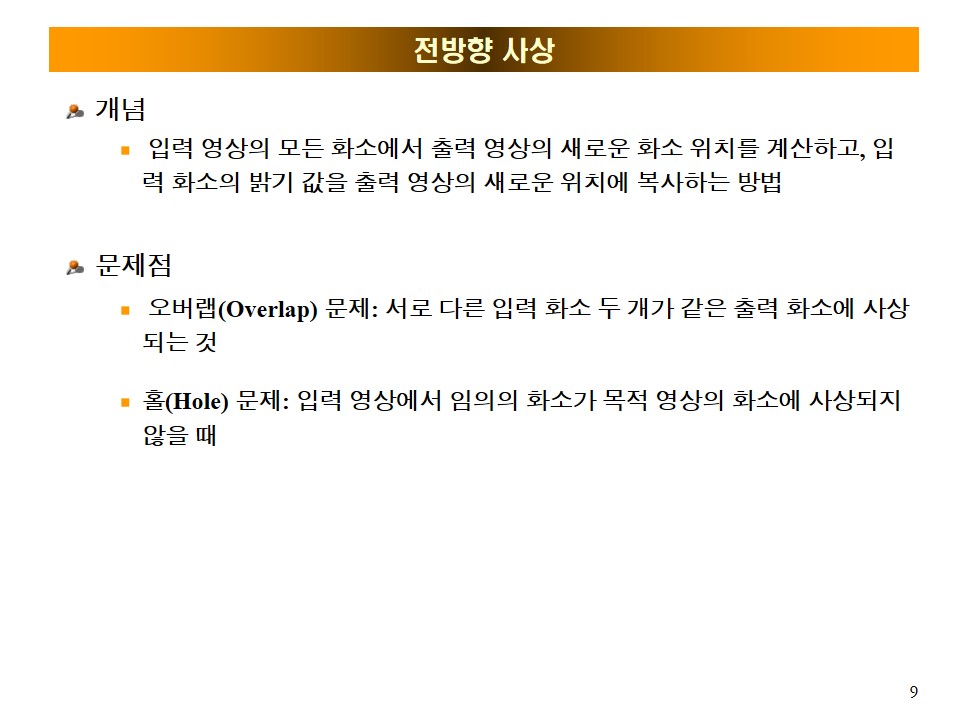 전방향 사상
개념
입력 영상의 모든 화소에서 출력 영상의 새로운 화소 위치를 계산하고, 입
력 화소의 밝기 값을 출력 영상의 새로운 위치에 복사하는 방법
문제점
오버랩(Overlap) 문제: 서로 다른 입력 화소 두 개가 같은 출력 화소에 사상
되는 것
홀(Hole) 문제: 입력 영상에서 임의의 화소가 목적 영상의 화소에 사상되지
않을 때
9